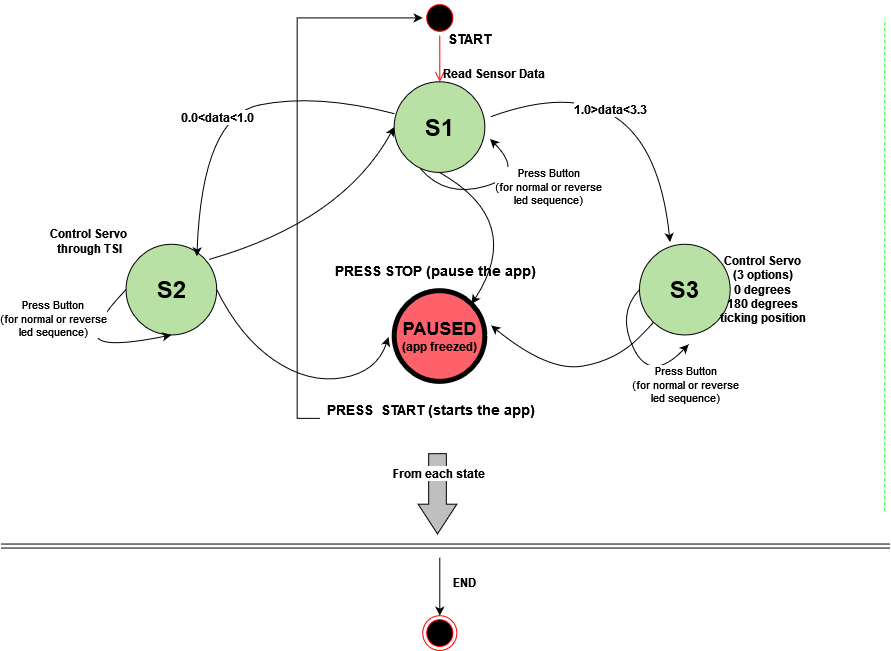 START
Read Sensor Data
0.0<data<1.0
1.0>data<3.3
S1
Press Button
(for normal or reverse
led sequence)
Control Servo
through TSI
S2
Press Button
(for normal or reverse
led sequence)
PRESS STOP (pause the app)
PAUSED
(app freezed)
S3
Control Servo
(3 options)
0 degrees
180 degrees
ticking position
Press Button
(for normal or reverse
led sequence)
PRESS START (starts the app)
From each state
END